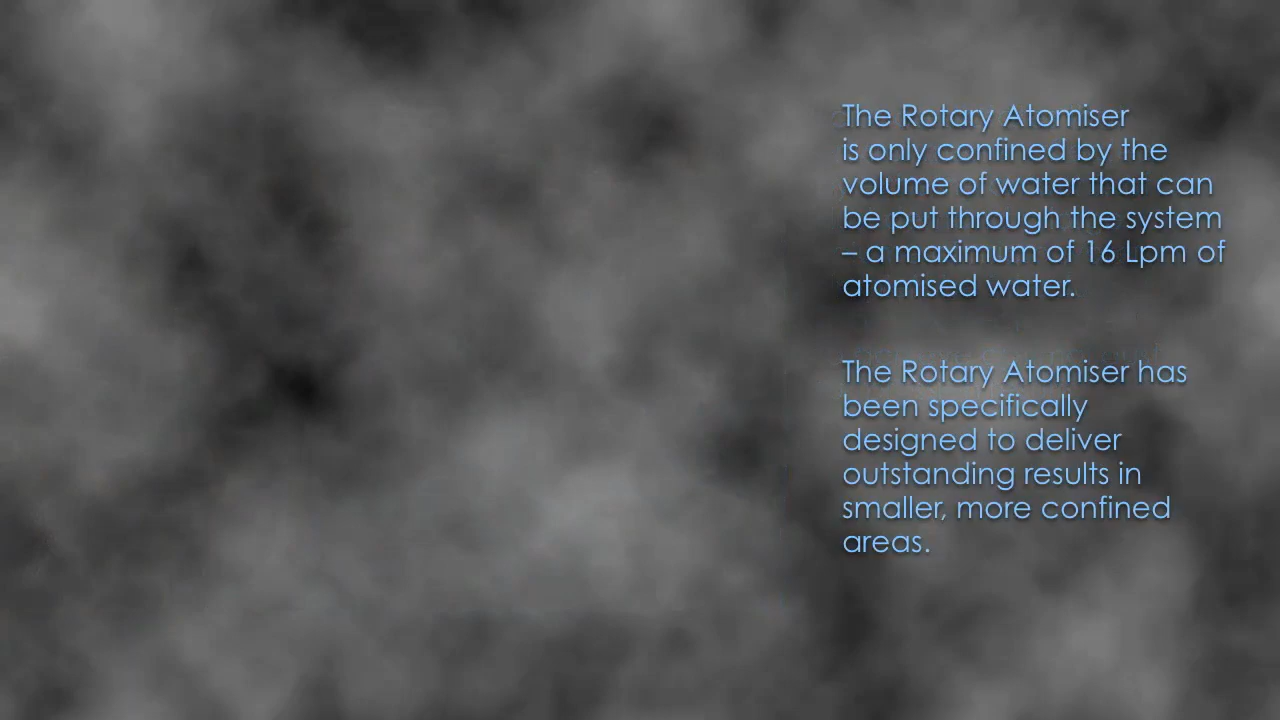 The Rotary Atomiser
is only confined by the
volume of water that can
be put through the system
– a maximum of 16 Lpm of
atomised water.
The Rotary Atomiser has
been specifically
designed to deliver
outstanding results in
smaller, more confined
areas.